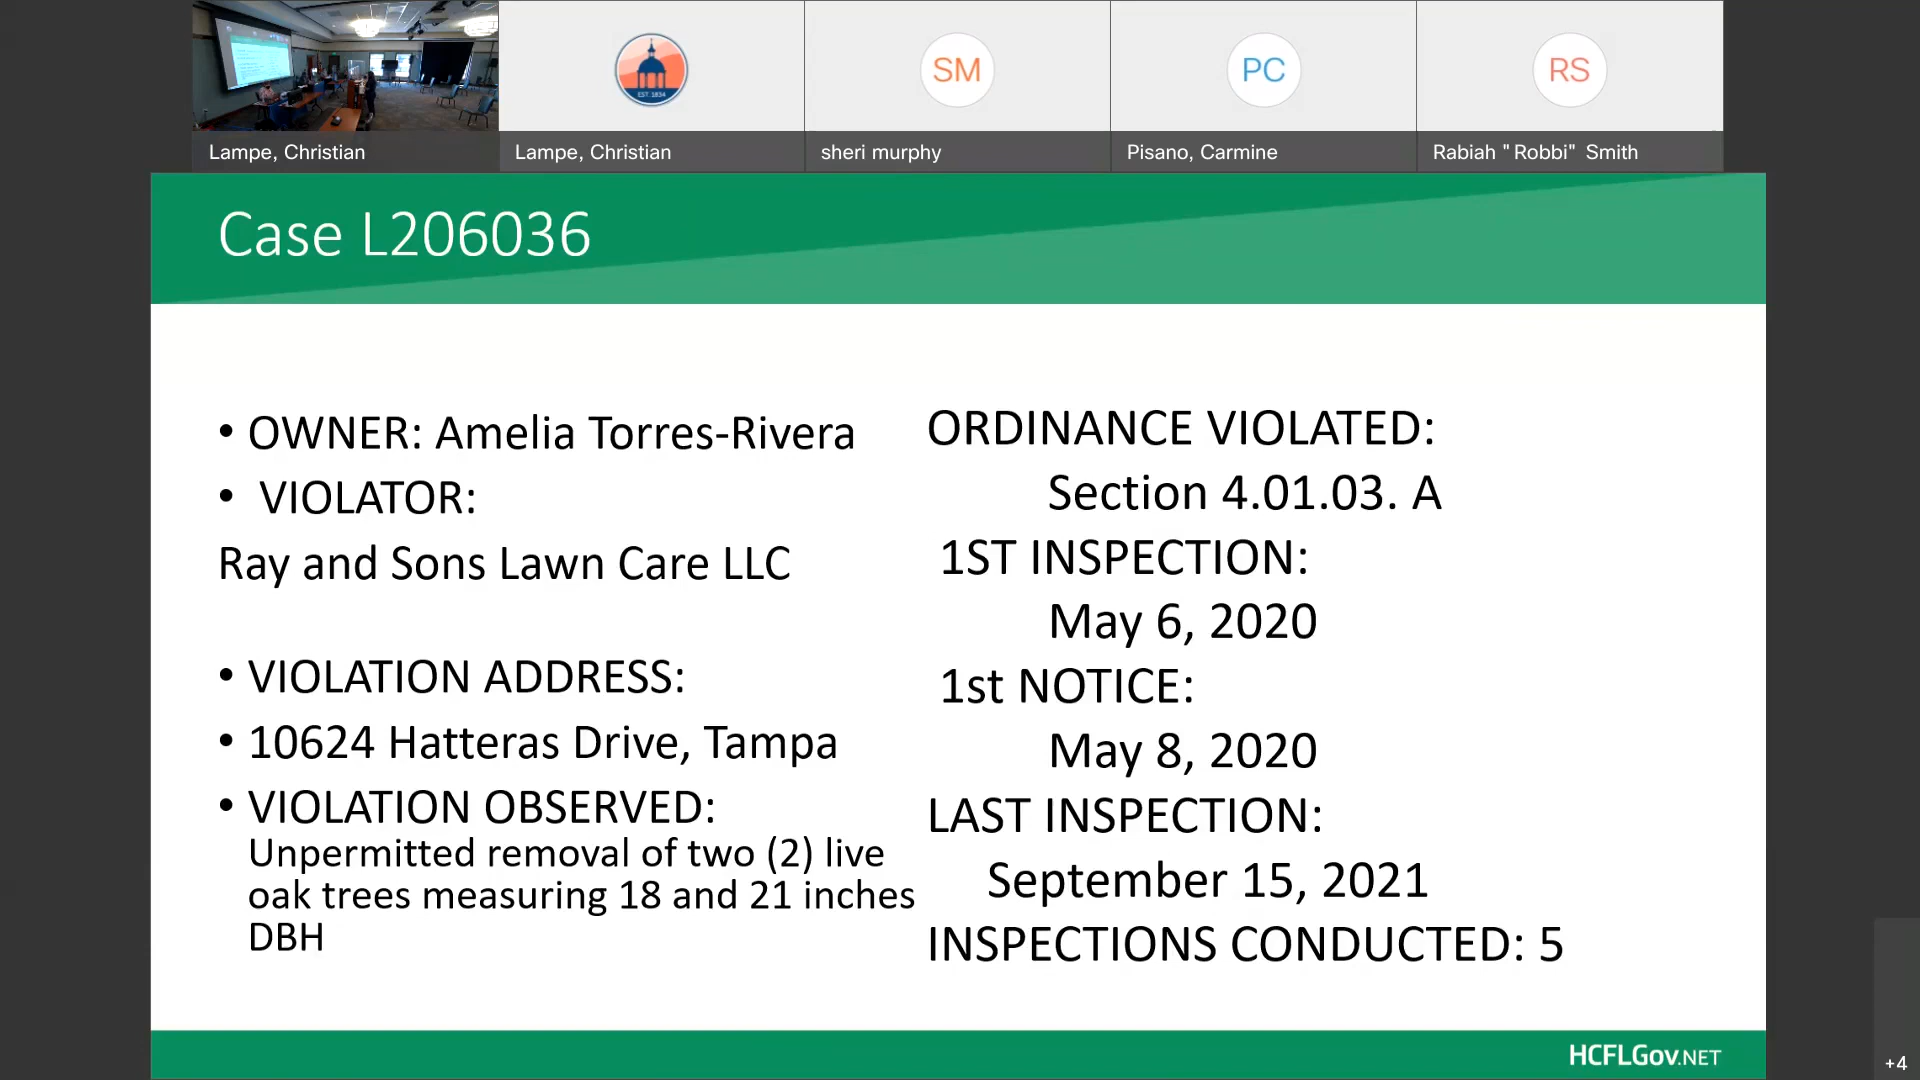 EST. 1834
SM
PC
RS
Lampe, Christian
Lampe, Christian
sheri murphy
Pisano, Carmine
Rabiah "Robbi" Smith
Case L206036
• OWNER: Amelia Torres-Rivera
• VIOLATOR:
Ray and Sons Lawn Care LLC
• VIOLATION ADDRESS:
• 10624 Hatteras Drive, Tampa
• VIOLATION OBSERVED:
Unpermitted removal of two (2) live
oak trees measuring 18 and 21 inches
DBH
ORDINANCE VIOLATED:
Section 4.01.03. A
1ST INSPECTION:
May 6, 2020
1st NOTICE:
May 8, 2020
LAST INSPECTION:
September 15, 2021
INSPECTIONS CONDUCTED: 5
HCFLGov.NET
+4